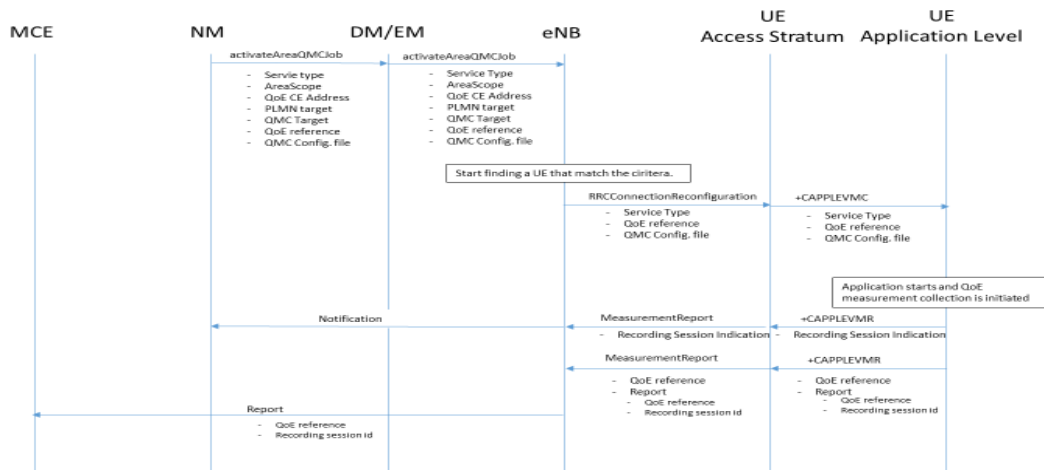 MCE
NM
DM/EM
eNB
UE
Access Stratum
UE
Application Level
activateAreaQMCJob
- Servie type
- AreaScope
- QoE CE Address
- PLMN target
- QMC Target
- QoE reference
- QMC Config. file
activateAreaQMCJob
- Service Type
- AreaScope
- QoE CE Address
- PLMN target
- QMC Target
- QoE reference
- QMC Config. file
Start finding a UE that match the ciritera.
RRCConnectionReconfiguration
- Service Type
- QoE reference
- QMC Config. file
+CAPPLEVMC
- Service Type
- QoE reference
- QMC Config. file
Application starts and QoE
measurement collection is initiated
Notification
MeasurementReport
- Recording Session Indication
+CAPPLEVMR
- Recording Session Indication
MeasurementReport
- QoE reference
- Report
- QoE reference
- Recording session id
+CAPPLEVMR
- QoE reference
- Report
- QoE reference
- Recording session id
Report
- QoE reference
- Recording session id